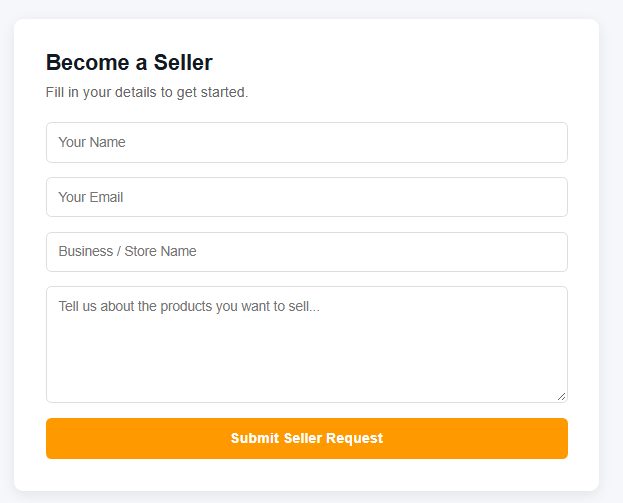 Become a Seller
Fill in your details to get started.
Your Name
Your Email
Business / Store Name
Tell us about the products you want to sell...
Submit Seller Request